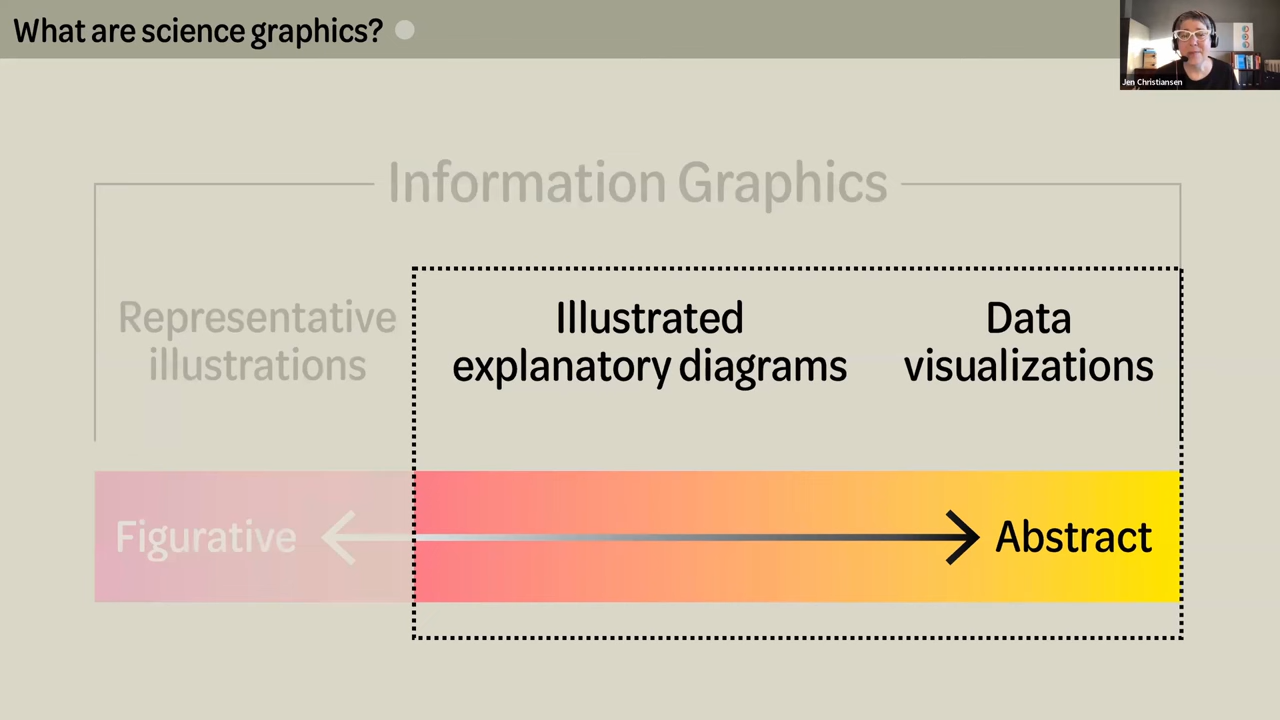 What are science graphics?
Jen Christiansen
Information Graphics
Representative
illustrations
Illustrated
explanatory diagrams
Data
visualizations
Figurative
Abstract